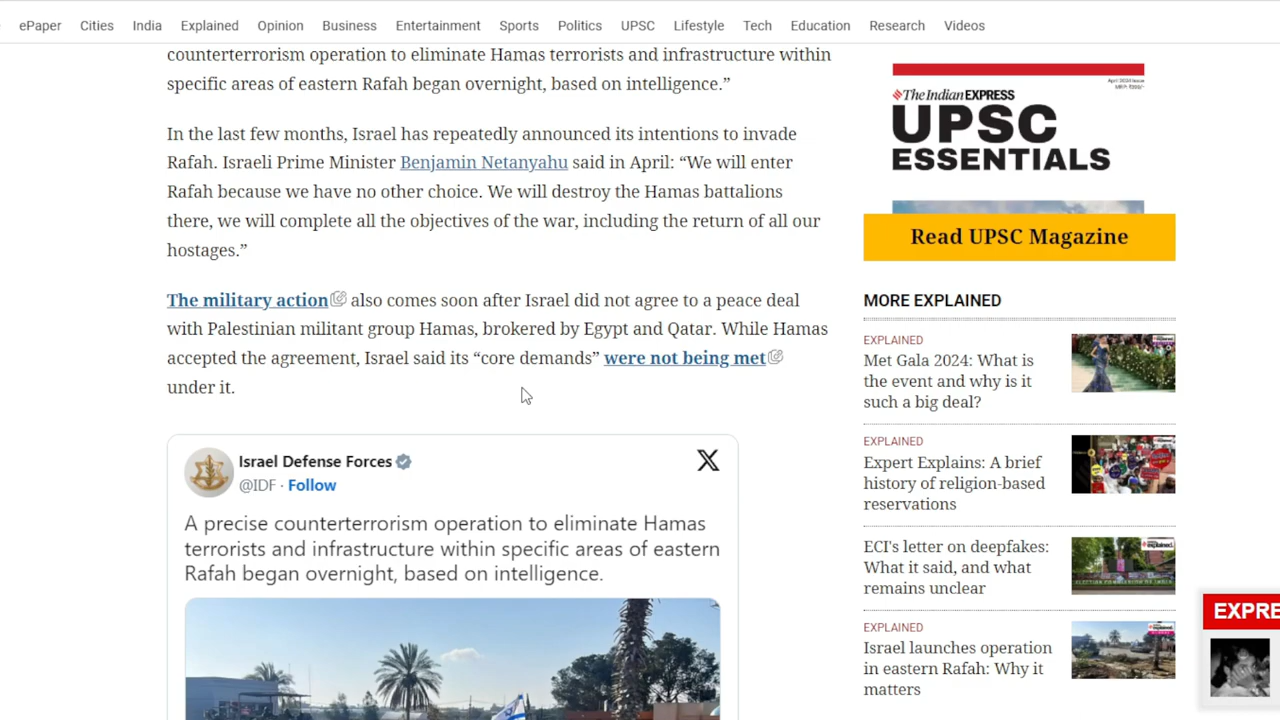 ePaper Cities India Explained Opinion Business Entertainment Sports Politics UPSC Lifestyle Tech Education Research Videos
counterterrorism operation to eliminate Hamas terrorists and infrastructure within
specific areas of eastern Rafah began overnight, based on intelligence.”
In the last few months, Israel has repeatedly announced its intentions to invade
Rafah. Israeli Prime Minister Benjamin Netanyahu said in April: “We will enter
Rafah because we have no other choice. We will destroy the Hamas battalions
there, we will complete all the objectives of the war, including the return of all our
hostages.”
The military action also comes soon after Israel did not agree to a peace deal
with Palestinian militant group Hamas, brokered by Egypt and Qatar. While Hamas
accepted the agreement, Israel said its “core demands” were not being met
under it.
Israel Defense Forces
@IDF · Follow
A precise counterterrorism operation to eliminate Hamas
terrorists and infrastructure within specific areas of eastern
Rafah began overnight, based on intelligence.
April 2024 Issue
The Indian EXPRESS
UPSC
ESSENTIALS
Read UPSC Magazine
MORE EXPLAINED
EXPLAINED
Met Gala 2024: What is
the event and why is it
such a big deal?
EXPLAINED
Expert Explains: A brief
history of religion-based
reservations
EXPLAINED
ECI's letter on deepfakes:
What it said, and what
remains unclear
EXPLAINED
Israel launches operation
in eastern Rafah: Why it
matters
EXPRE